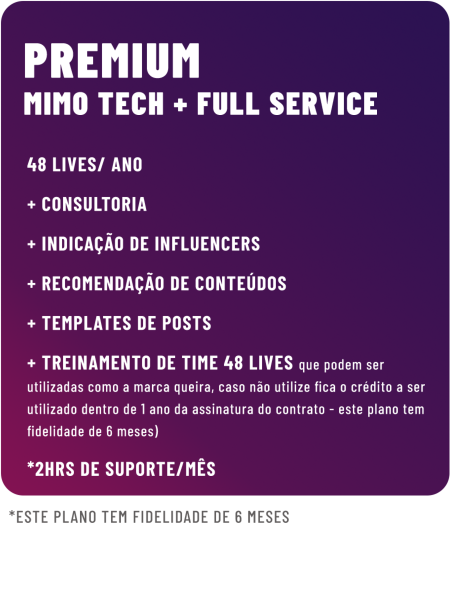 PREMIUM
MIMO TECH + FULL SERVICE
48 LIVES/ ANO
+ CONSULTORIA
+ INDICAÇÃO DE INFLUENCERS
+ RECOMENDAÇÃO DE CONTEÚDOS
+ TEMPLATES DE POSTS
+ TREINAMENTO DE TIME 48 LIVES que podem ser
utilizadas como a marca queira, caso não utilize fica o crédito a ser
utilizado dentro de 1 ano da assinatura do contrato - este plano tem
fidelidade de 6 meses)
*2HRS DE SUPORTE/MÊS
*ESTE PLANO TEM FIDELIDADE DE 6 MESES